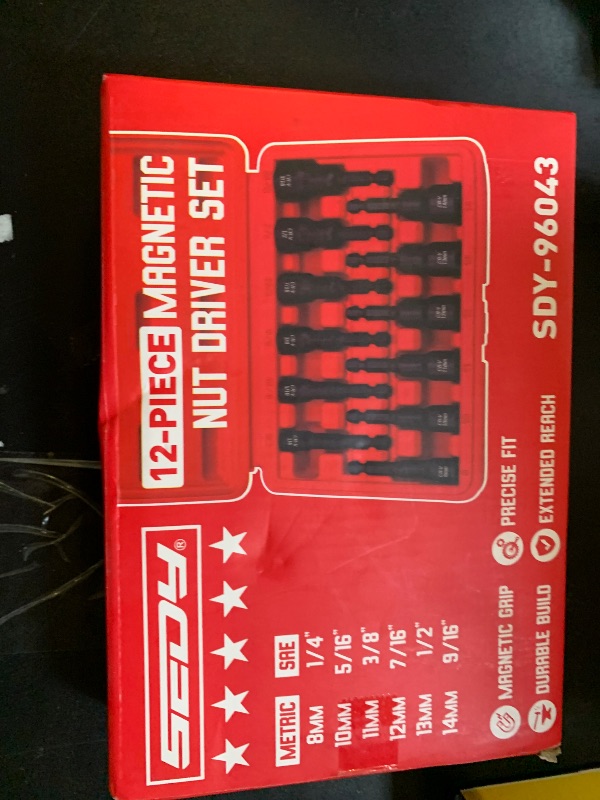 SEDY®
12-PIECE MAGNETIC
NUT DRIVER SET
METRIC SAE
8MM 1/4"
10MM 5/16"
11MM 3/8"
12MM 7/16"
13MM 1/2"
14MM 9/16"
MAGNETIC GRIP PRECISE FIT
DURABLE BUILD EXTENDED REACH
SDY-96043